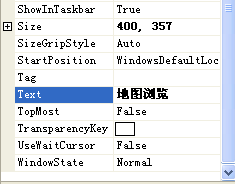 ShowInTaskbar True
Size 400, 357
SizeGripStyle Auto
StartPosition WindowsDefaultLoc
Tag
Text 地图浏览
TopMost False
TransparencyKey
UseWaitCursor False
WindowState Normal